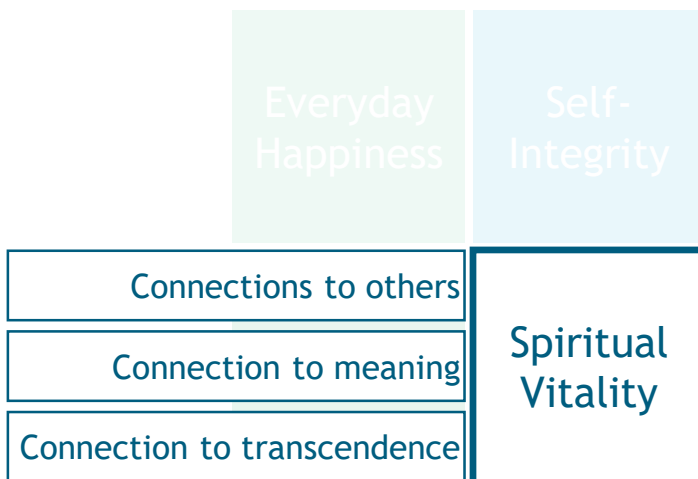 Everyday
Happiness
Self-
Integrity
Connections to others
Connection to meaning
Connection to transcendence
Spiritual
Vitality